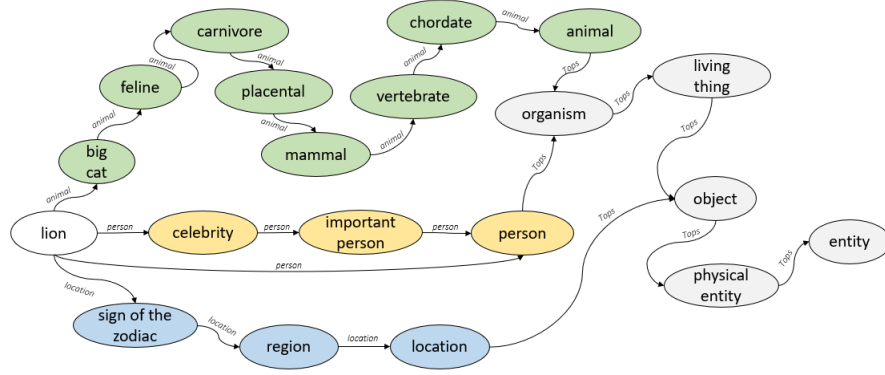 chordate
animal
animal
carnivore
animal
animal
Tops
living
thing
feline
animal
placental
animal
vertebrate
animal
organism
Tops
animal
mammal
animal
Tops
big
cat
animal
Tops
object
lion
person
celebrity
person
important
person
person
person
Tops
Tops
entity
person
location
physical
entity
Tops
sign of the
zodiac
location
region
location
location